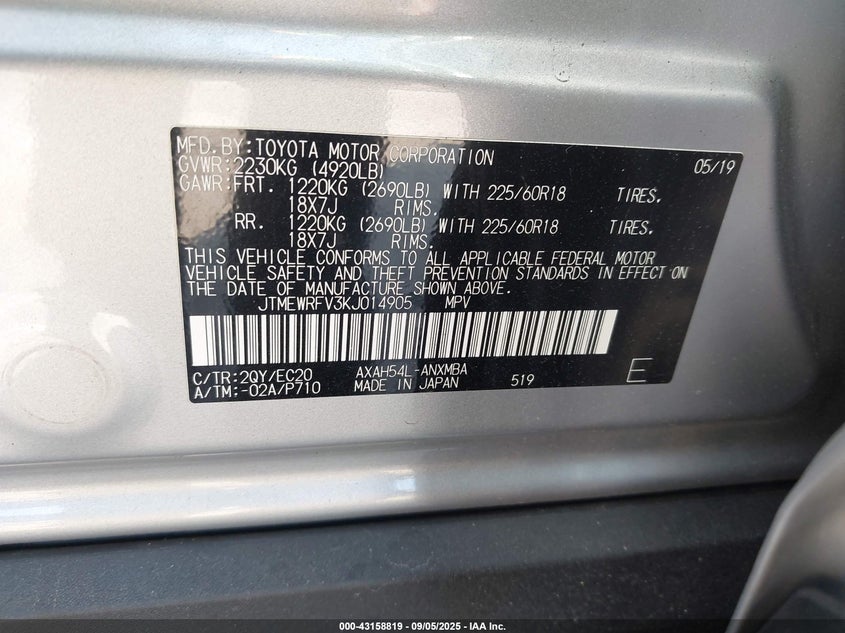 MFD. BY: TOYOTA MOTOR CORPORATION 05/19
GVWR: 2230KG (4920LB)
GAWR: FRT. 1220KG (2690LB) WITH 225/60R18 TIRES.
18X7J RIMS.
RR. 1220KG (2690LB) WITH 225/60R18 TIRES.
18X7J RIMS.
THIS VEHICLE CONFORMS TO ALL APPLICABLE FEDERAL MOTOR
VEHICLE SAFETY AND THEFT PREVENTION STANDARDS IN EFFECT ON
THE DATE OF MANUFACTURE SHOWN ABOVE.
JTMEWRFV3KJ014905 MPV
C/TR: 2QY/EC20 AXAH54L-ANXMBA
A/TM: -02A/P710 MADE IN JAPAN 519 E
000-43158819 - 09/05/2025 - IAA Inc.